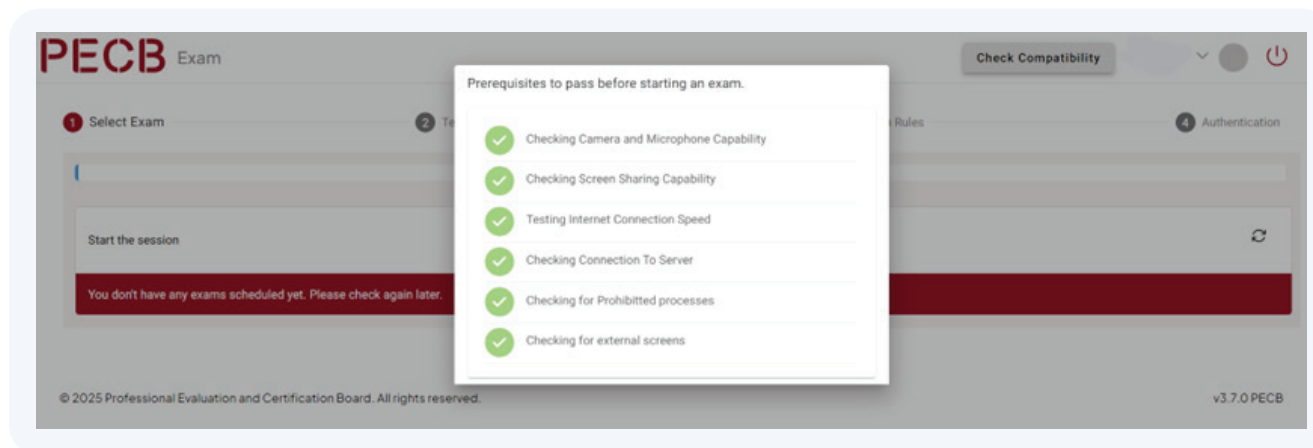 PECB Exam
Check Compatibility
Prerequisites to pass before starting an exam.
1 Select Exam
2 Te
Rules
4 Authentication
Checking Camera and Microphone Capability
Checking Screen Sharing Capability
Testing Internet Connection Speed
Start the session
Checking Connection To Server
You don't have any exams scheduled yet. Please check again later.
Checking for Prohibitted processes
Checking for external screens
© 2025 Professional Evaluation and Certification Board. All rights reserved.
v3.7.0 PECB